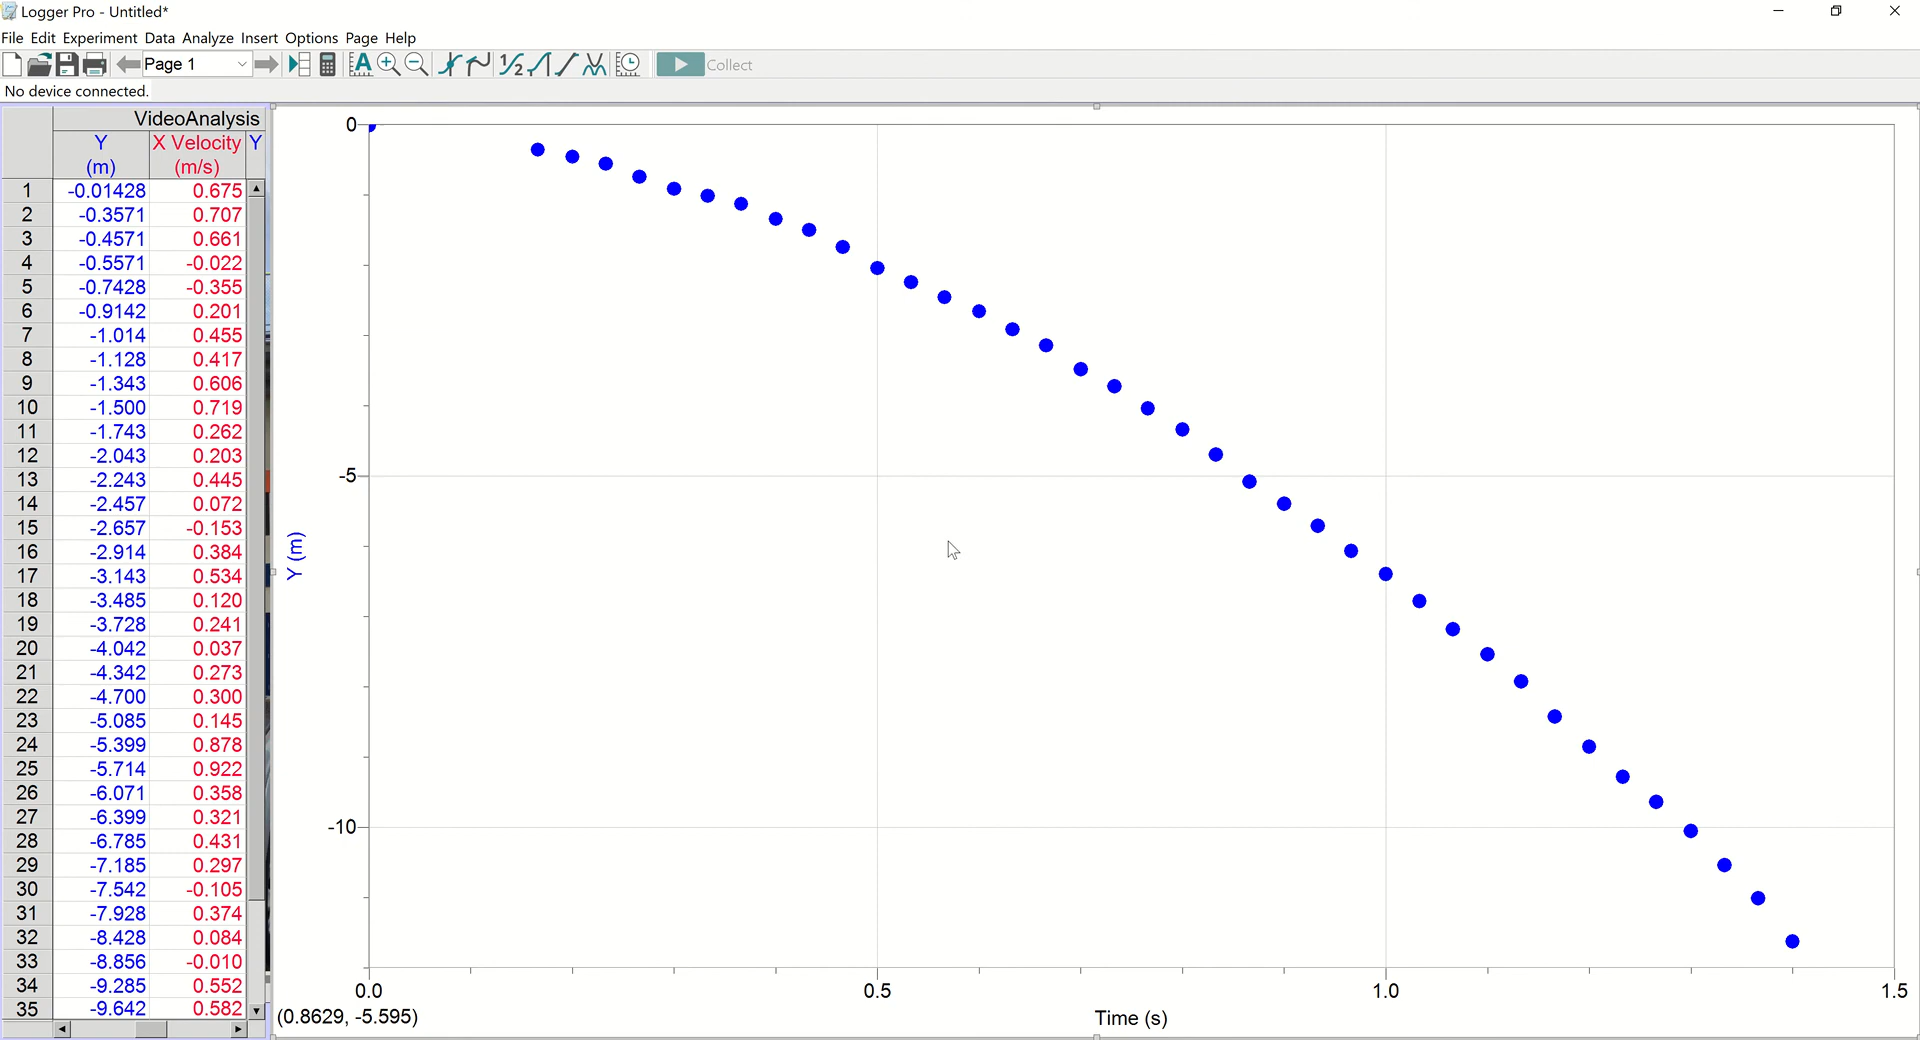 Logger Pro - Untitled*
File Edit Experiment Data Analyze Insert Options Page Help
Page 1
Collect
No device connected.
VideoAnalysis
Y X Velocity Y
(m) (m/s)
1 -0.01428 0.675
2 -0.3571 0.707
3 -0.4571 0.661
4 -0.5571 -0.022
5 -0.7428 -0.355
6 -0.9142 0.201
7 -1.014 0.455
8 -1.128 0.417
9 -1.343 0.606
10 -1.500 0.719
11 -1.743 0.262
12 -2.043 0.203
13 -2.243 0.445
14 -2.457 0.072
15 -2.657 -0.153
16 -2.914 0.384
17 -3.143 0.534
18 -3.485 0.120
19 -3.728 0.241
20 -4.042 0.037
21 -4.342 0.273
22 -4.700 0.300
23 -5.085 0.145
24 -5.399 0.878
25 -5.714 0.922
26 -6.071 0.358
27 -6.399 0.321
28 -6.785 0.431
29 -7.185 0.297
30 -7.542 -0.105
31 -7.928 0.374
32 -8.428 0.084
33 -8.856 -0.010
34 -9.285 0.552
35 -9.642 0.582
0
-5
-10
Y (m)
0.0 0.5 1.0 1.5
(0.8629, -5.595)
Time (s)